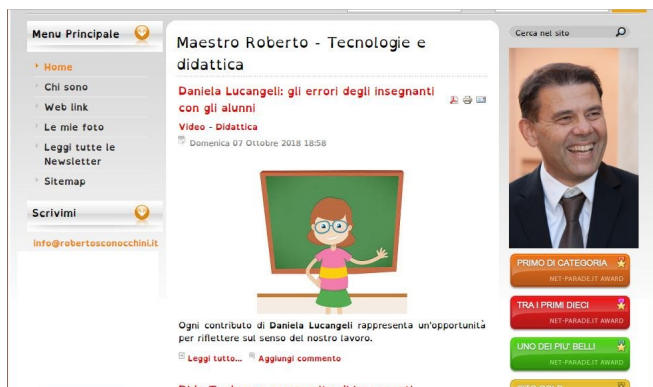 Menu Principale
Home
Chi sono
Web link
Le mie foto
Leggi tutte le
Newsletter
Sitemap
Scrivimi
info@robertosconocchini.it
Maestro Roberto - Tecnologie e
didattica
Daniela Lucangeli: gli errori degli insegnanti
con gli alunni
Video - Didattica
Domenica 07 Ottobre 2018 18:58
Ogni contributo di Daniela Lucangeli rappresenta un'opportunità
per riflettere sul senso del nostro lavoro.
Leggi tutto... Aggiungi commento
Cerca nel sito
PRIMO DI CATEGORIA
NET-PARADE.IT AWARD
TRA I PRIMI DIECI
NET-PARADE.IT AWARD
UNO DEI PIU' BELLI
NET-PARADE.IT AWARD